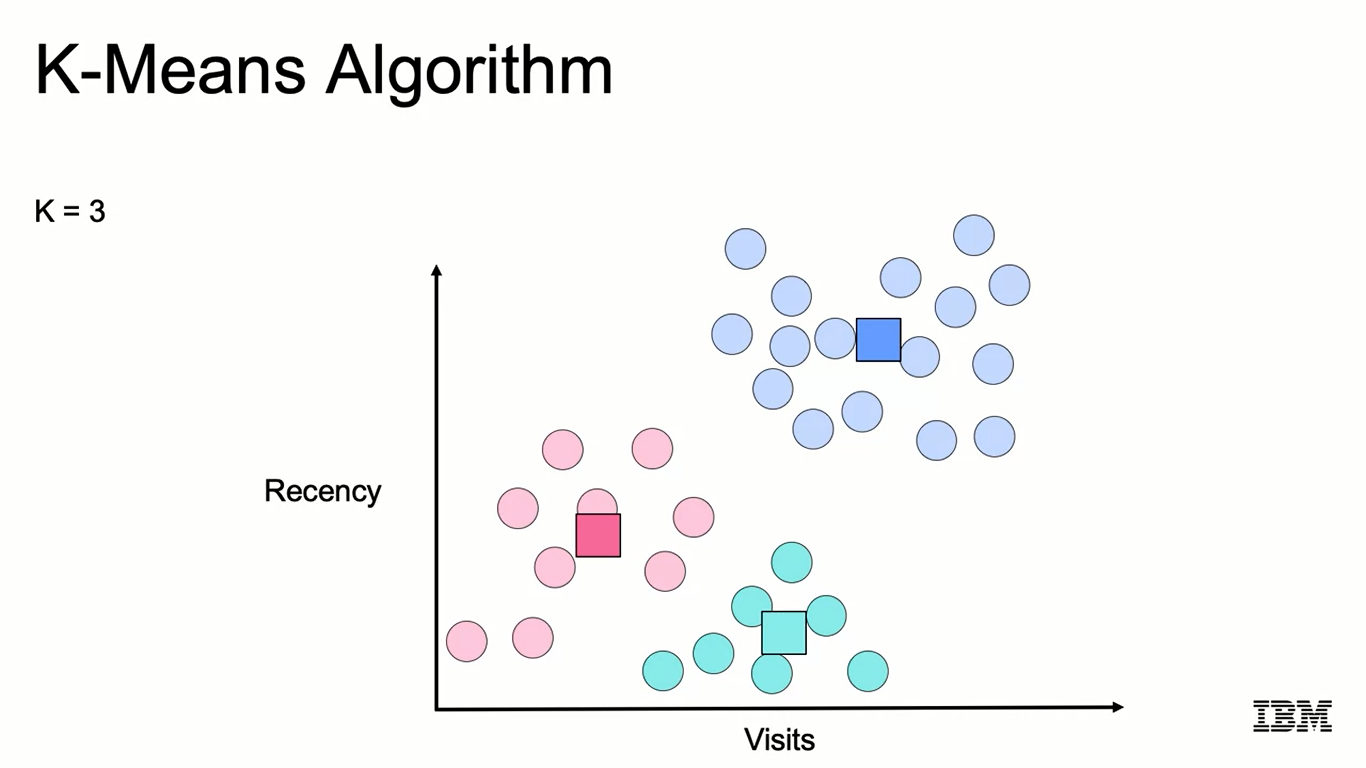 K-Means Algorithm
K = 3
Recency
Visits
IBM